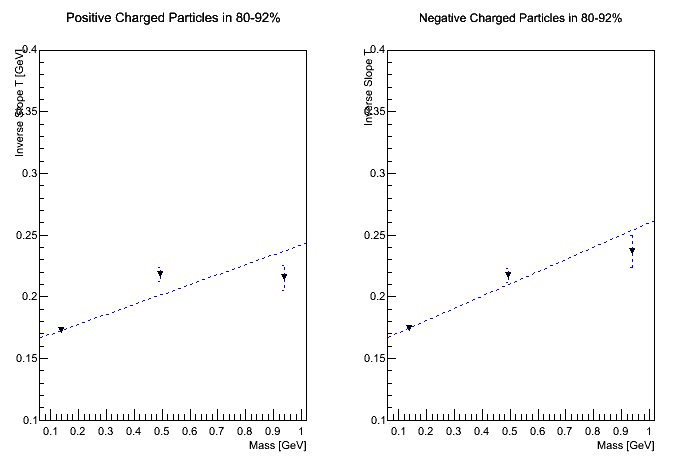 Positive Charged Particles in 80-92%
Inverse Slope T [GeV]
0.4
0.35
0.3
0.25
0.2
0.15
0.1
0.1 0.2 0.3 0.4 0.5 0.6 0.7 0.8 0.9 1
Mass [GeV]
Negative Charged Particles in 80-92%
Inverse Slope T
0.4
0.35
0.3
0.25
0.2
0.15
0.1
0.1 0.2 0.3 0.4 0.5 0.6 0.7 0.8 0.9 1
Mass [GeV]